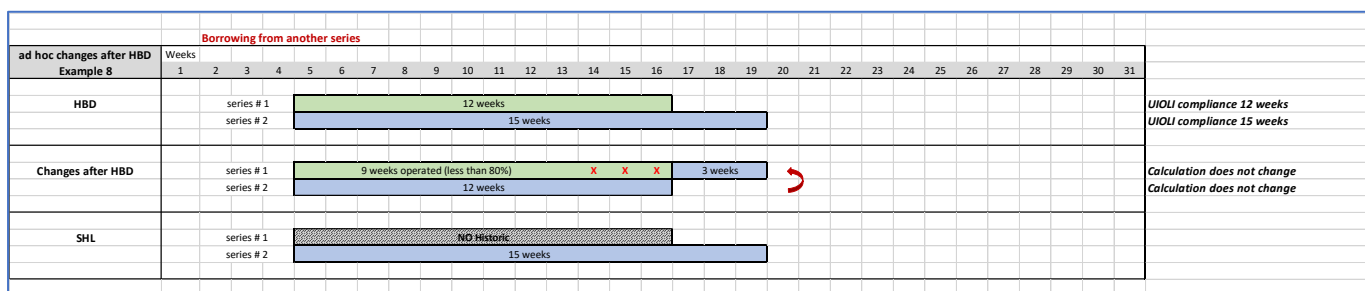 Borrowing from another series
ad hoc changes after HBD Weeks
Example 8 1 2 3 4 5 6 7 8 9 10 11 12 13 14 15 16 17 18 19 20 21 22 23 24 25 26 27 28 29 30 31
HBD series # 1 12 weeks UIOLI compliance 12 weeks
series # 2 15 weeks UIOLI compliance 15 weeks
Changes after HBD series # 1 9 weeks operated (less than 80%) X X X 3 weeks Calculation does not change
series # 2 12 weeks Calculation does not change
SHL series # 1 NO Historic
series # 2 15 weeks